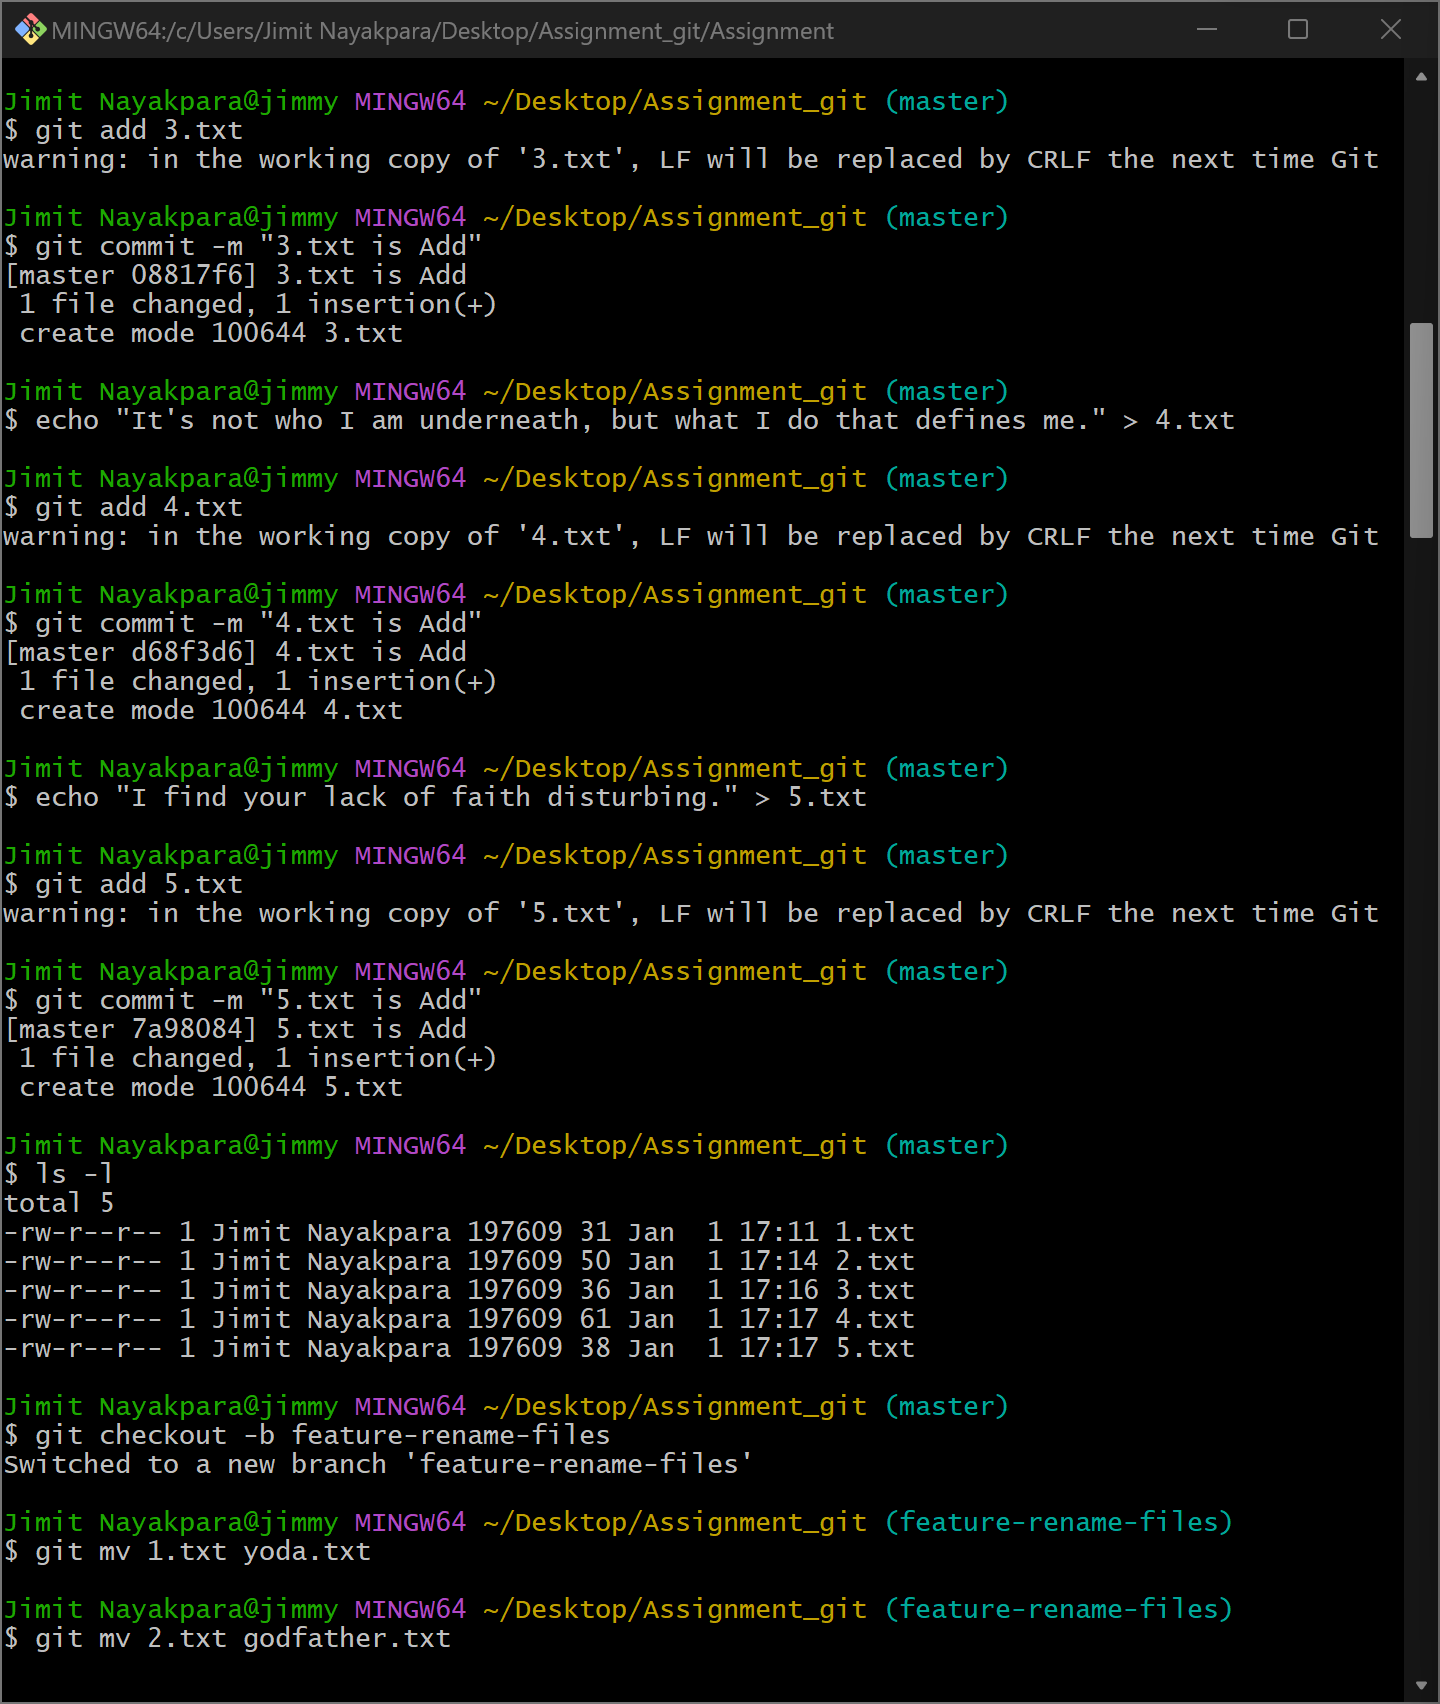 MINGW64:/c/Users/Jimit Nayakpara/Desktop/Assignment_git/Assignment
Jimit Nayakpara@jimmy MINGW64 ~/Desktop/Assignment_git (master)
$ git add 3.txt
warning: in the working copy of '3.txt', LF will be replaced by CRLF the next time Git
Jimit Nayakpara@jimmy MINGW64 ~/Desktop/Assignment_git (master)
$ git commit -m "3.txt is Add"
[master 08817f6] 3.txt is Add
 1 file changed, 1 insertion(+)
 create mode 100644 3.txt
Jimit Nayakpara@jimmy MINGW64 ~/Desktop/Assignment_git (master)
$ echo "It's not who I am underneath, but what I do that defines me." > 4.txt
Jimit Nayakpara@jimmy MINGW64 ~/Desktop/Assignment_git (master)
$ git add 4.txt
warning: in the working copy of '4.txt', LF will be replaced by CRLF the next time Git
Jimit Nayakpara@jimmy MINGW64 ~/Desktop/Assignment_git (master)
$ git commit -m "4.txt is Add"
[master d68f3d6] 4.txt is Add
 1 file changed, 1 insertion(+)
 create mode 100644 4.txt
Jimit Nayakpara@jimmy MINGW64 ~/Desktop/Assignment_git (master)
$ echo "I find your lack of faith disturbing." > 5.txt
Jimit Nayakpara@jimmy MINGW64 ~/Desktop/Assignment_git (master)
$ git add 5.txt
warning: in the working copy of '5.txt', LF will be replaced by CRLF the next time Git
Jimit Nayakpara@jimmy MINGW64 ~/Desktop/Assignment_git (master)
$ git commit -m "5.txt is Add"
[master 7a98084] 5.txt is Add
 1 file changed, 1 insertion(+)
 create mode 100644 5.txt
Jimit Nayakpara@jimmy MINGW64 ~/Desktop/Assignment_git (master)
$ ls -l
total 5
-rw-r--r-- 1 Jimit Nayakpara 197609 31 Jan  1 17:11 1.txt
-rw-r--r-- 1 Jimit Nayakpara 197609 50 Jan  1 17:14 2.txt
-rw-r--r-- 1 Jimit Nayakpara 197609 36 Jan  1 17:16 3.txt
-rw-r--r-- 1 Jimit Nayakpara 197609 61 Jan  1 17:17 4.txt
-rw-r--r-- 1 Jimit Nayakpara 197609 38 Jan  1 17:17 5.txt
Jimit Nayakpara@jimmy MINGW64 ~/Desktop/Assignment_git (master)
$ git checkout -b feature-rename-files
Switched to a new branch 'feature-rename-files'
Jimit Nayakpara@jimmy MINGW64 ~/Desktop/Assignment_git (feature-rename-files)
$ git mv 1.txt yoda.txt
Jimit Nayakpara@jimmy MINGW64 ~/Desktop/Assignment_git (feature-rename-files)
$ git mv 2.txt godfather.txt